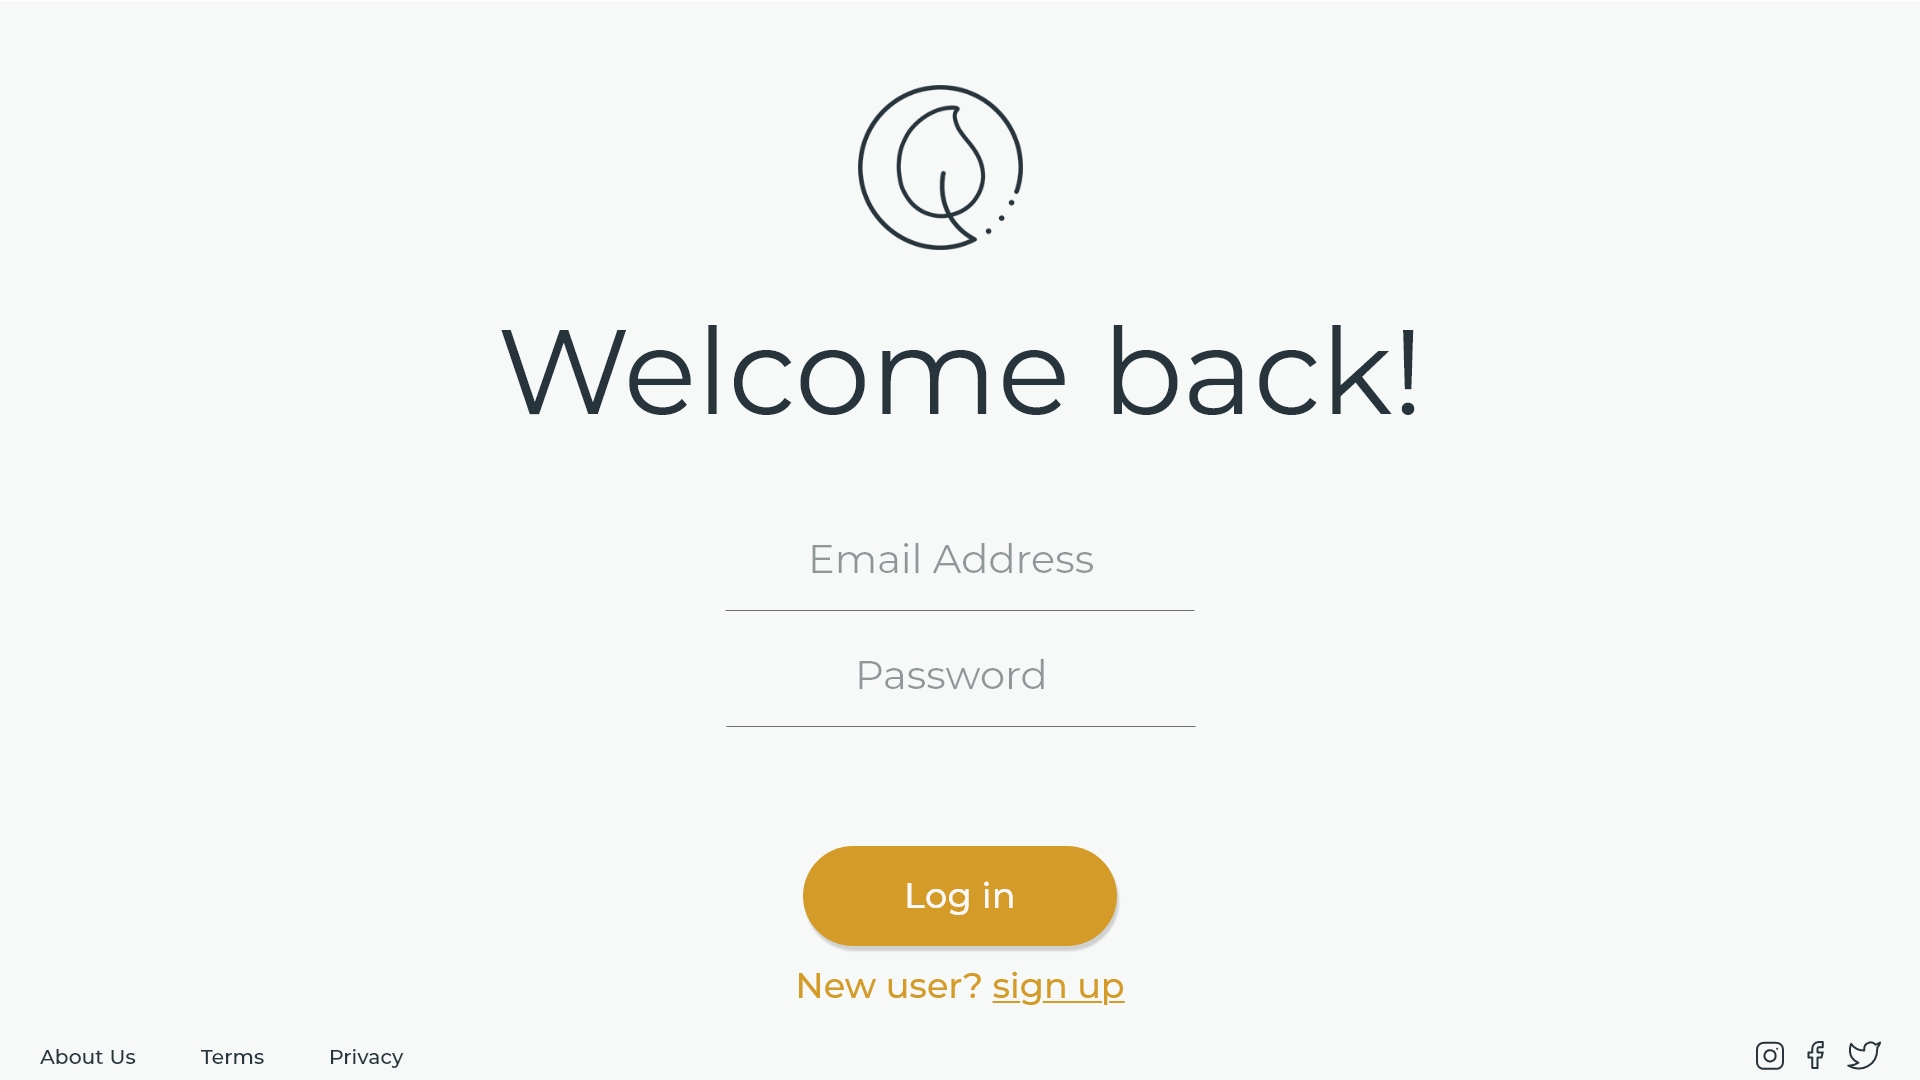 Welcome back!
Email Address
Password
Log in
New user? sign up
About Us Terms Privacy